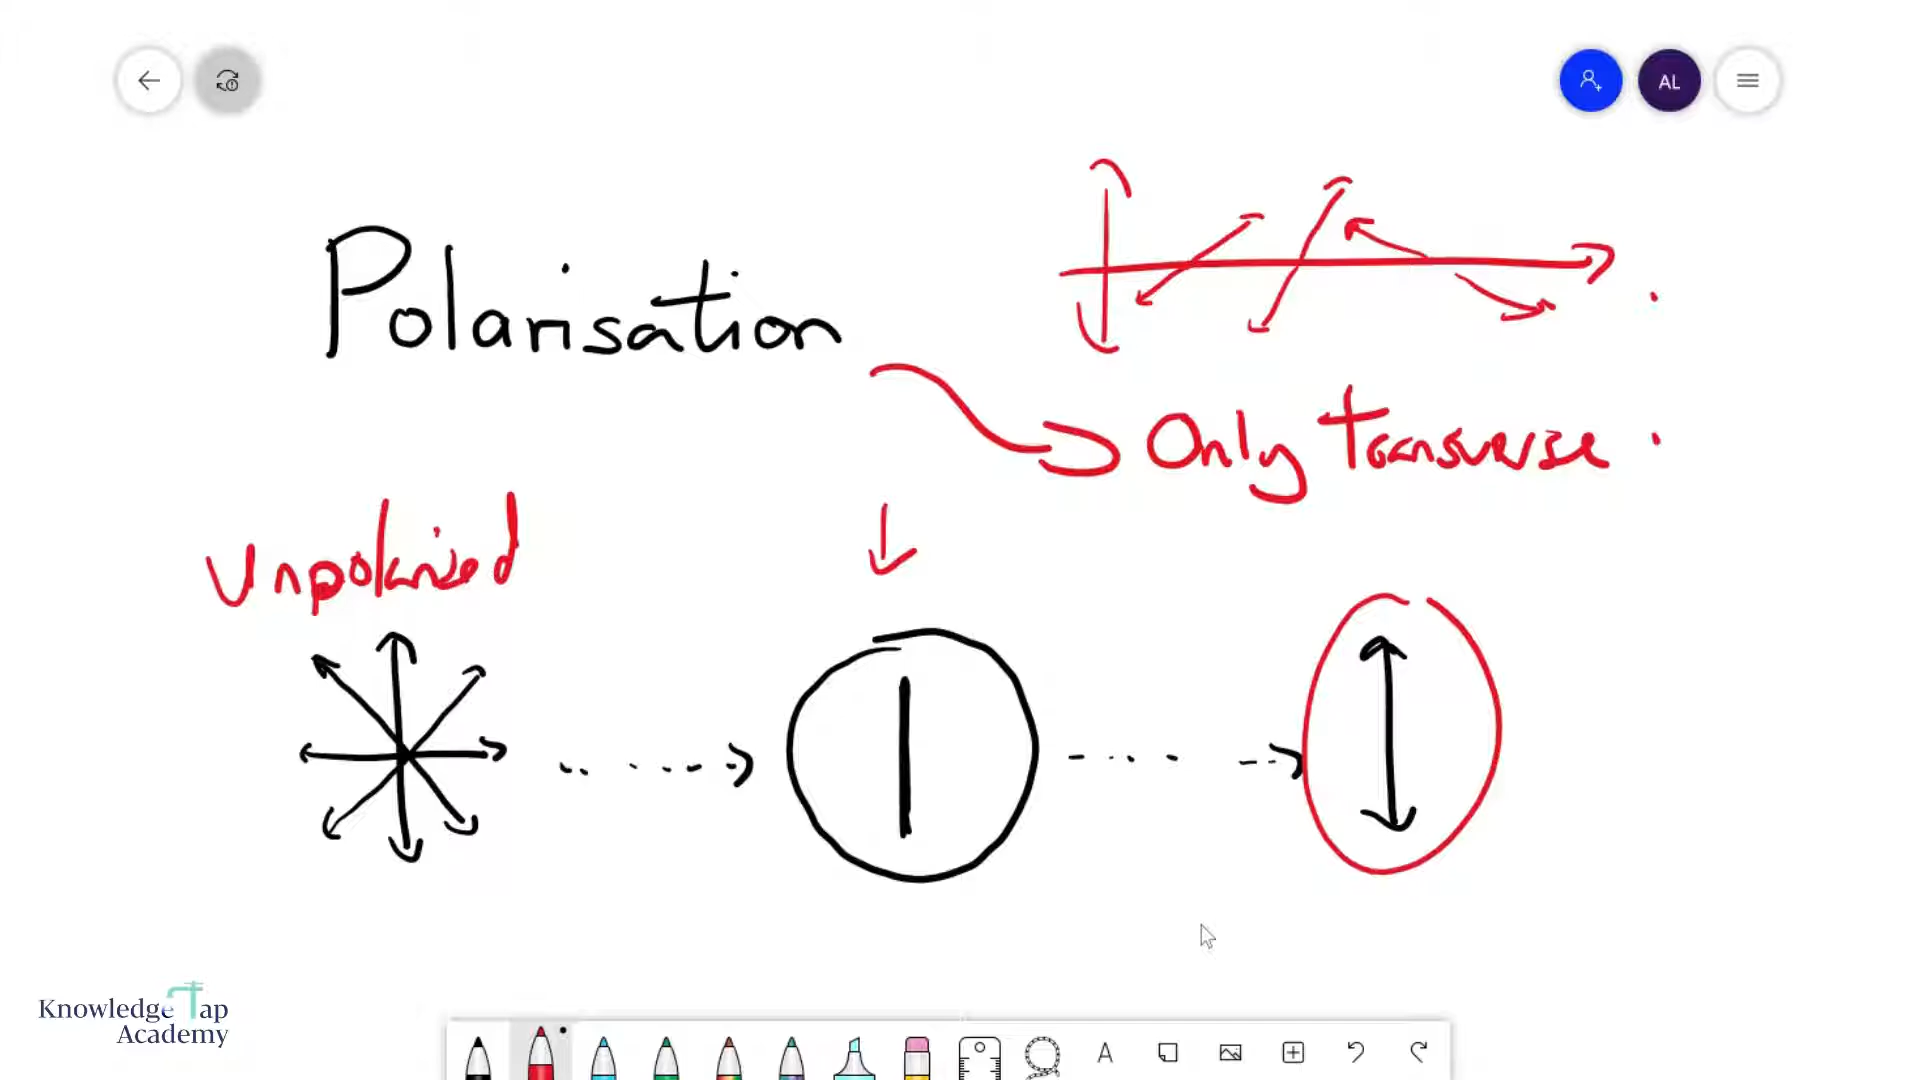 AL
Polarisation
Only transverse
Unpolarised
Knowledge Tap
Academy
A